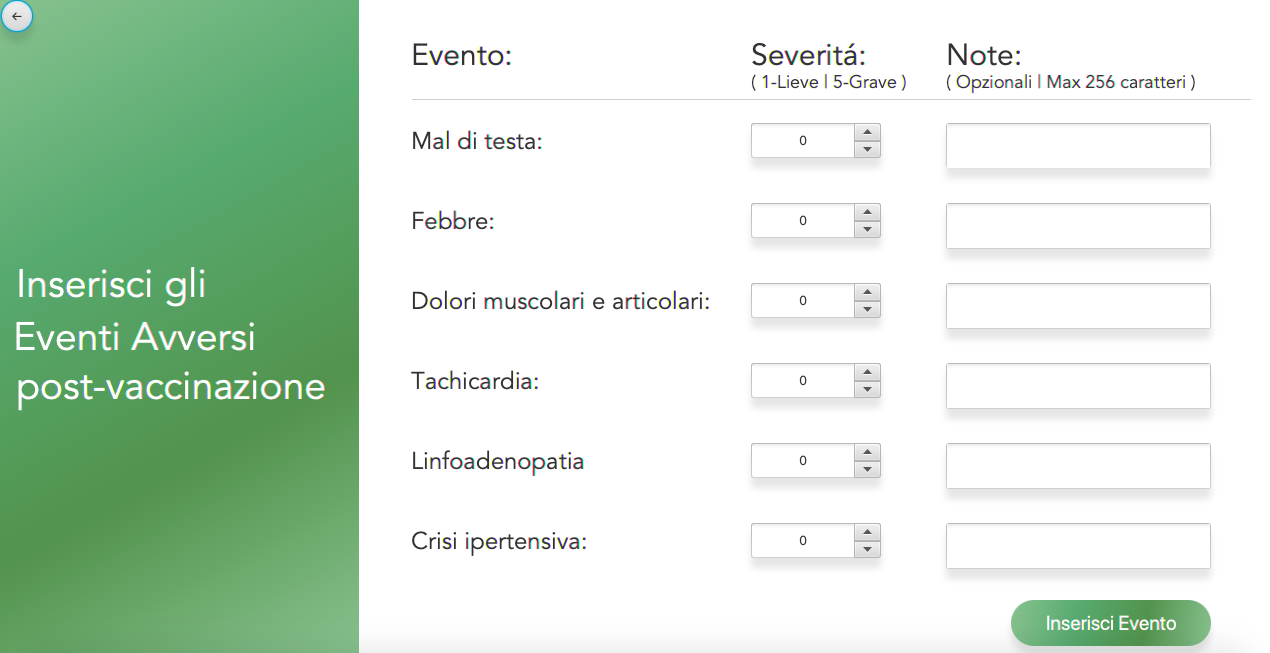 ←
Inserisci gli
Eventi Avversi
post-vaccinazione
Evento: Severitá: Note:
( 1-Lieve | 5-Grave ) ( Opzionali | Max 256 caratteri )
Mal di testa: 0
Febbre: 0
Dolori muscolari e articolari: 0
Tachicardia: 0
Linfoadenopatia 0
Crisi ipertensiva: 0
Inserisci Evento